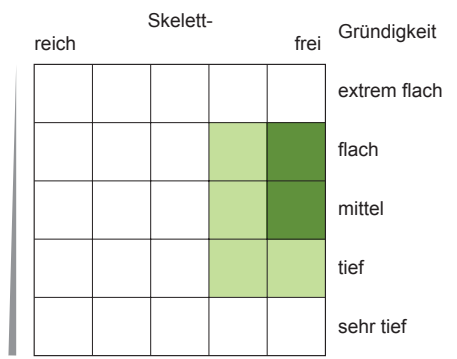 Skelett-
reich frei Gründigkeit
extrem flach
flach
mittel
tief
sehr tief